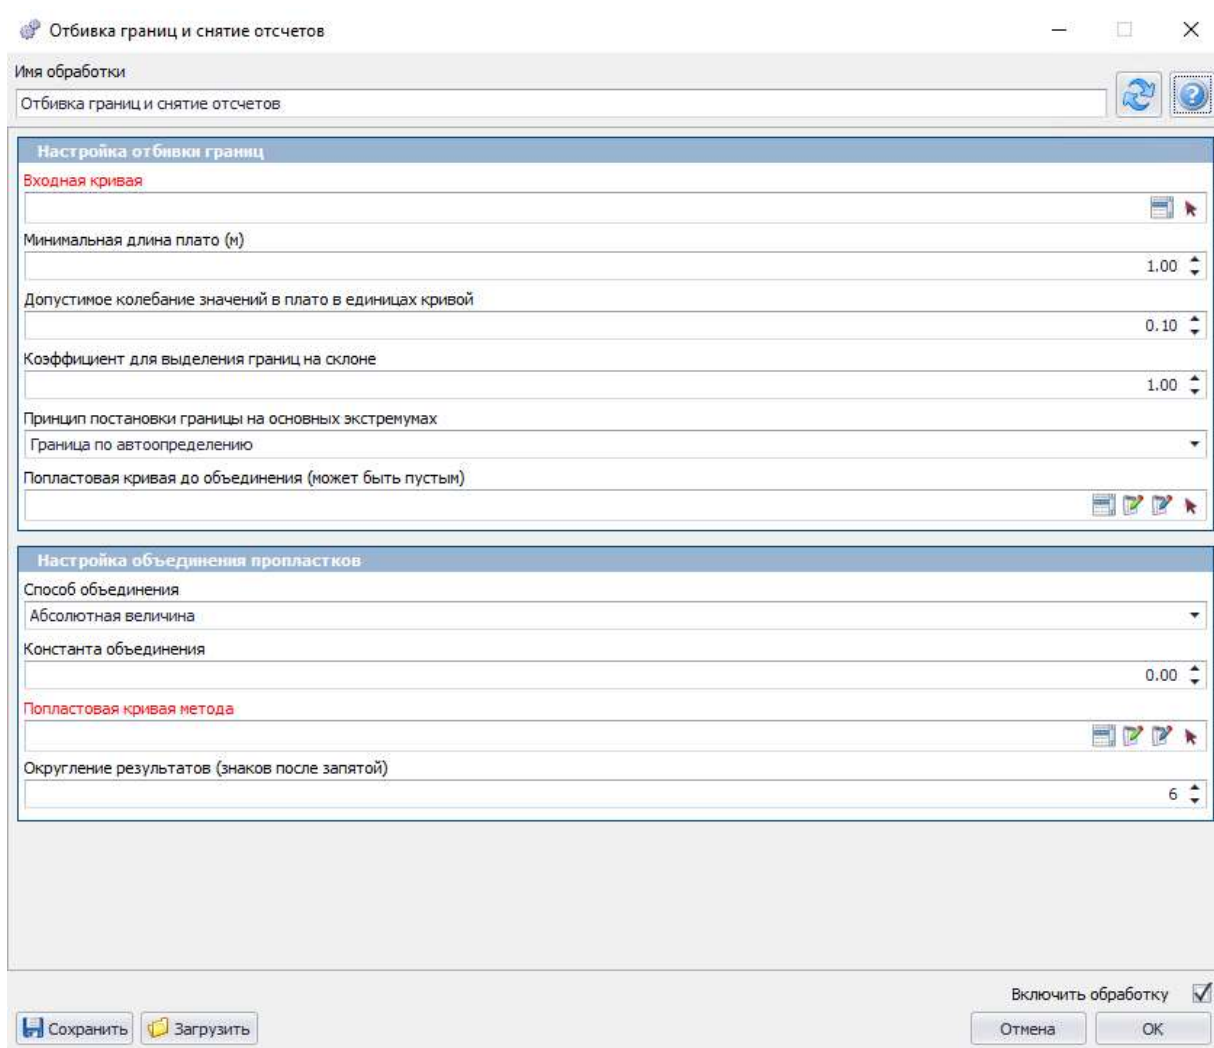 Отбивка границ и снятие отсчетов
Имя обработки
Отбивка границ и снятие отсчетов
Настройка отбивки границ
Входная кривая
Минимальная длина плато (м)
1.00
Допустимое колебание значений в плато в единицах кривой
0.10
Коэффициент для выделения границ на склоне
1.00
Принцип постановки границы на основных экстремумах
Граница по автоопределению
Попластовая кривая до объединения (может быть пустым)
Настройка объединения пропластков
Способ объединения
Абсолютная величина
Константа объединения
0.00
Попластовая кривая метода
Округление результатов (знаков после запятой)
6
Включить обработку
Сохранить Загрузить Отмена OK